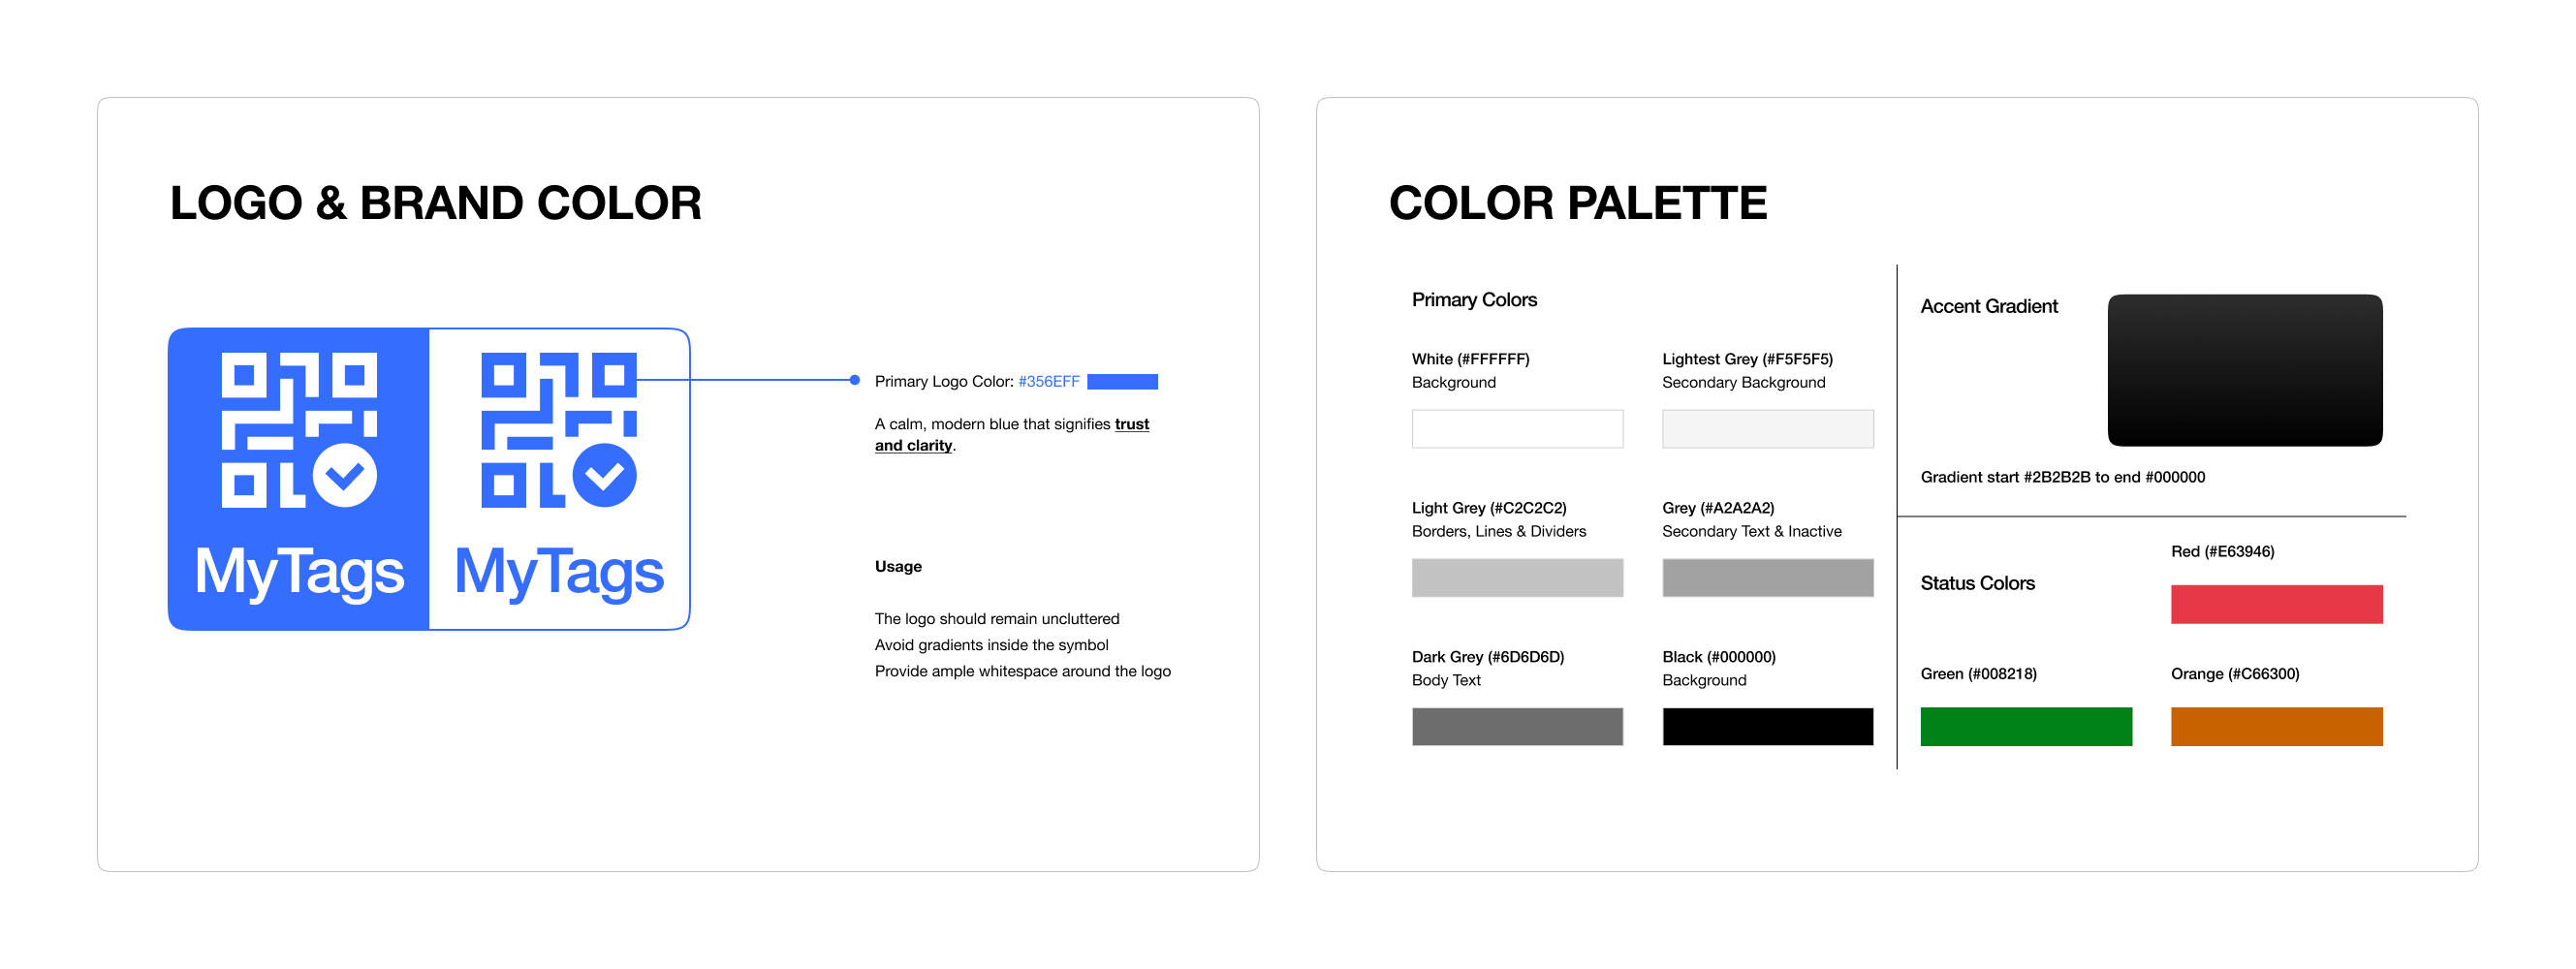 LOGO & BRAND COLOR
MyTags
MyTags
Primary Logo Color: #356EFF
A calm, modern blue that signifies trust
and clarity.
Usage
The logo should remain uncluttered
Avoid gradients inside the symbol
Provide ample whitespace around the logo
COLOR PALETTE
Primary Colors
White (#FFFFFF)
Background
Lightest Grey (#F5F5F5)
Secondary Background
Light Grey (#C2C2C2)
Borders, Lines & Dividers
Grey (#A2A2A2)
Secondary Text & Inactive
Dark Grey (#6D6D6D)
Body Text
Black (#000000)
Background
Accent Gradient
Gradient start #2B2B2B to end #000000
Status Colors
Red (#E63946)
Green (#008218)
Orange (#C66300)